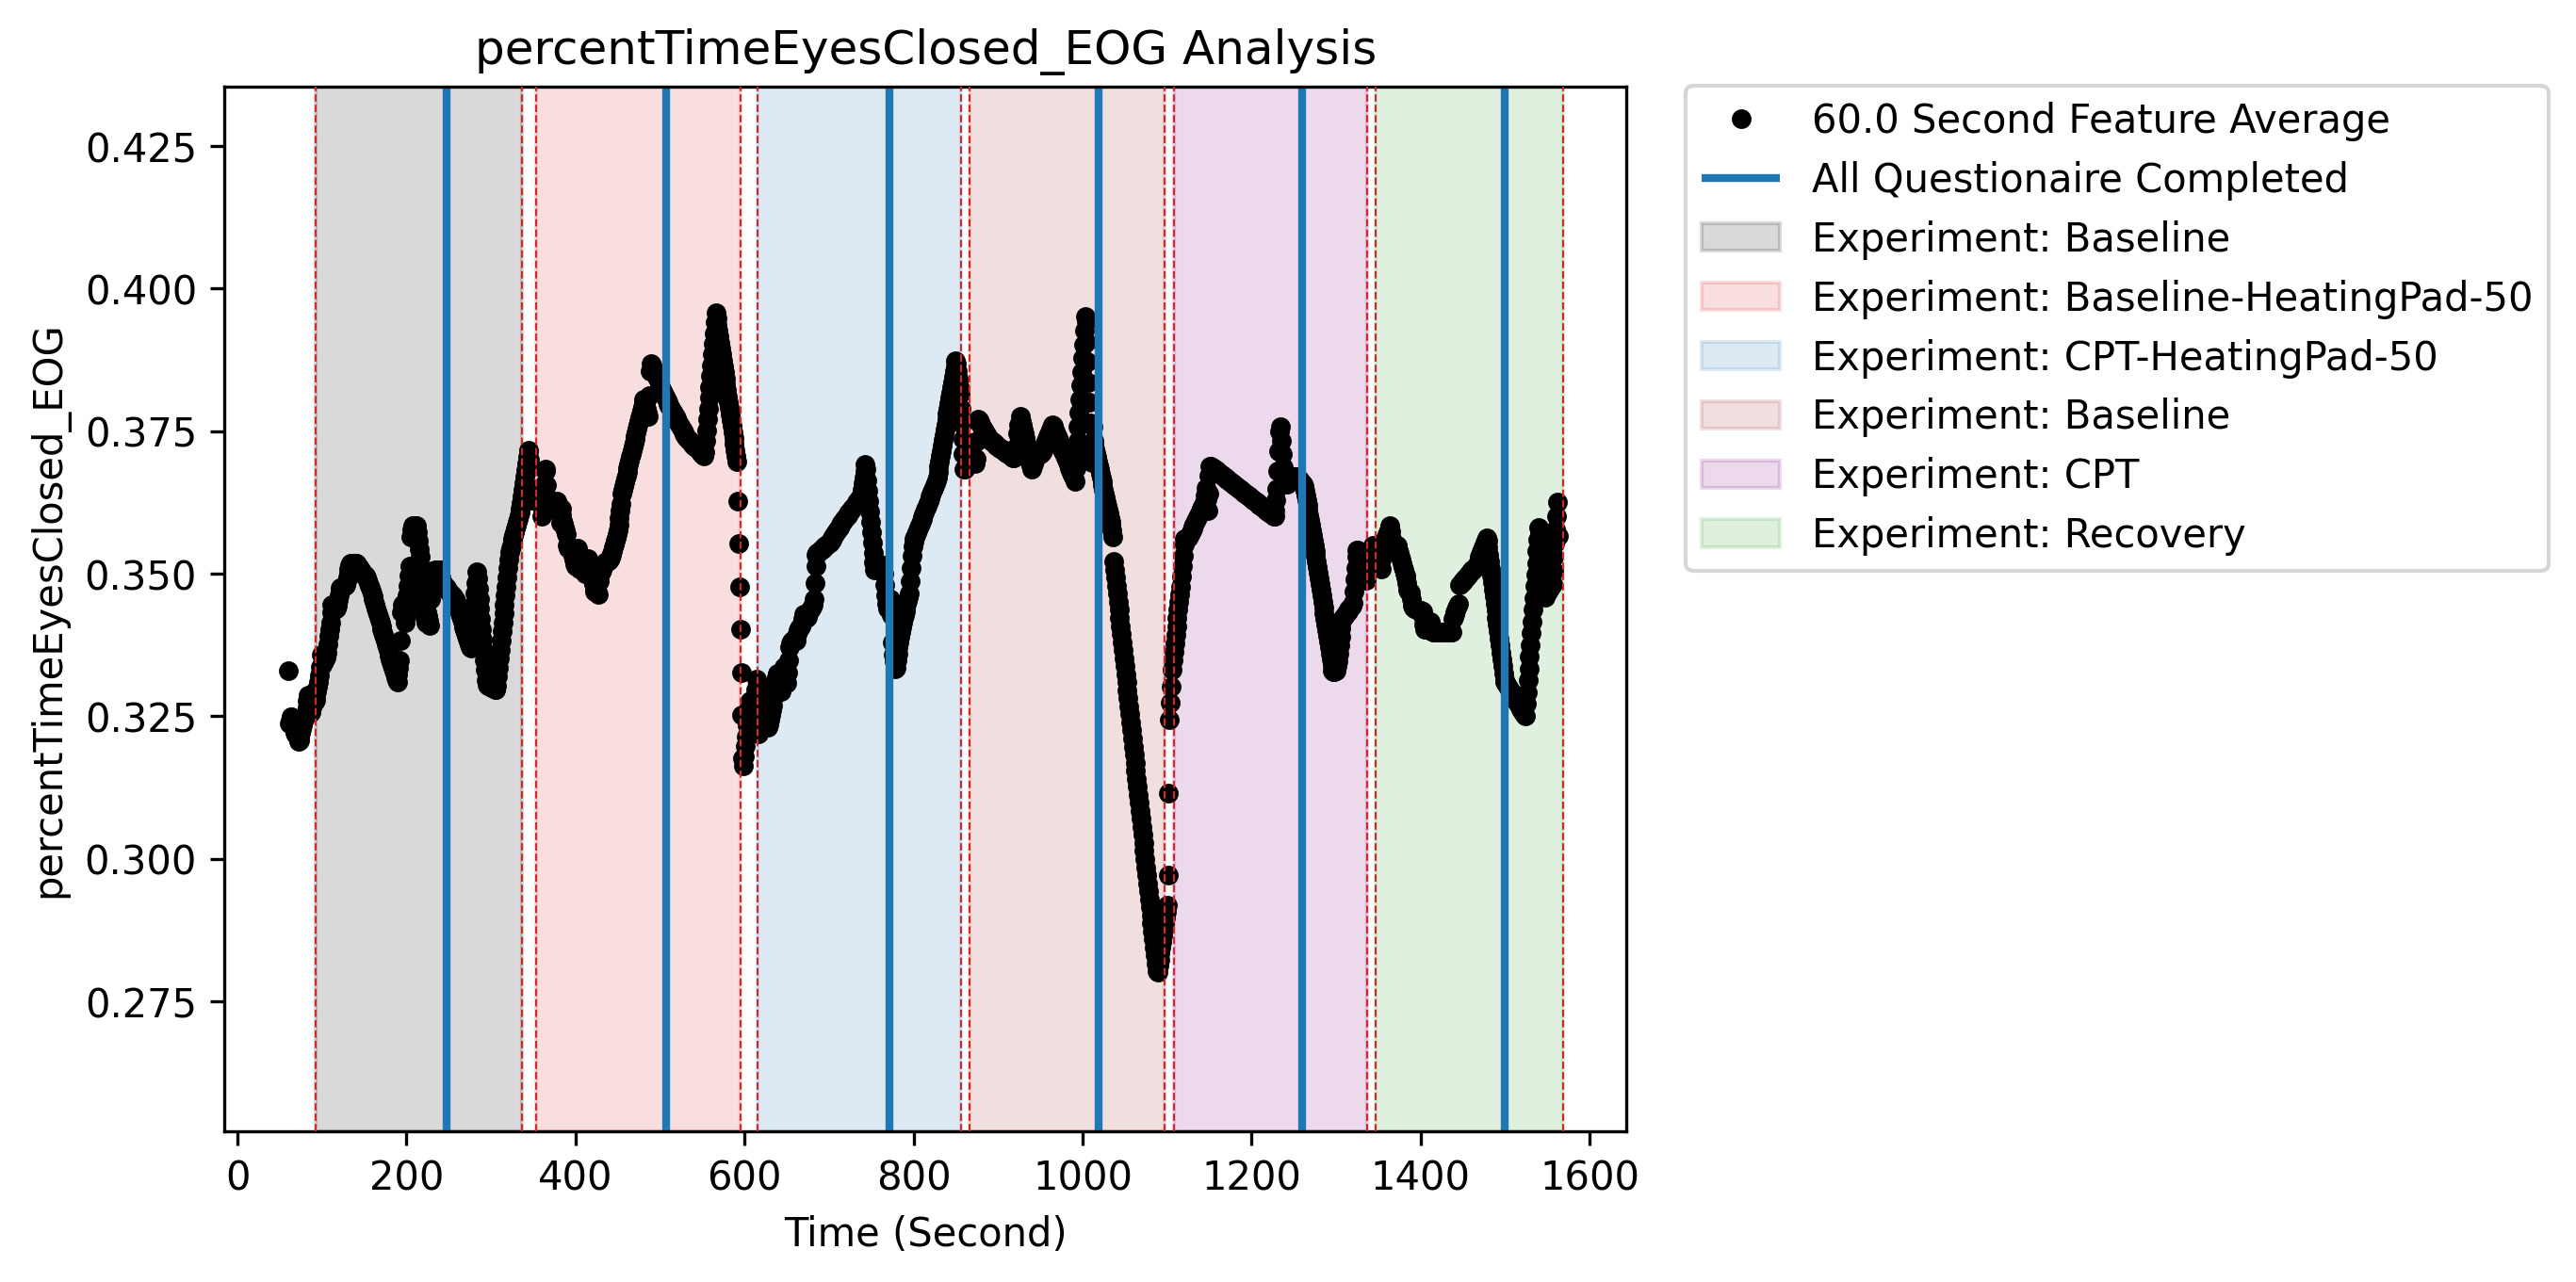 percentTimeEyesClosed_EOG Analysis
percentTimeEyesClosed_EOG
0.425
0.400
0.375
0.350
0.325
0.300
0.275
0 200 400 600 800 1000 1200 1400 1600
Time (Second)
60.0 Second Feature Average
All Questionaire Completed
Experiment: Baseline
Experiment: Baseline-HeatingPad-50
Experiment: CPT-HeatingPad-50
Experiment: Baseline
Experiment: CPT
Experiment: Recovery